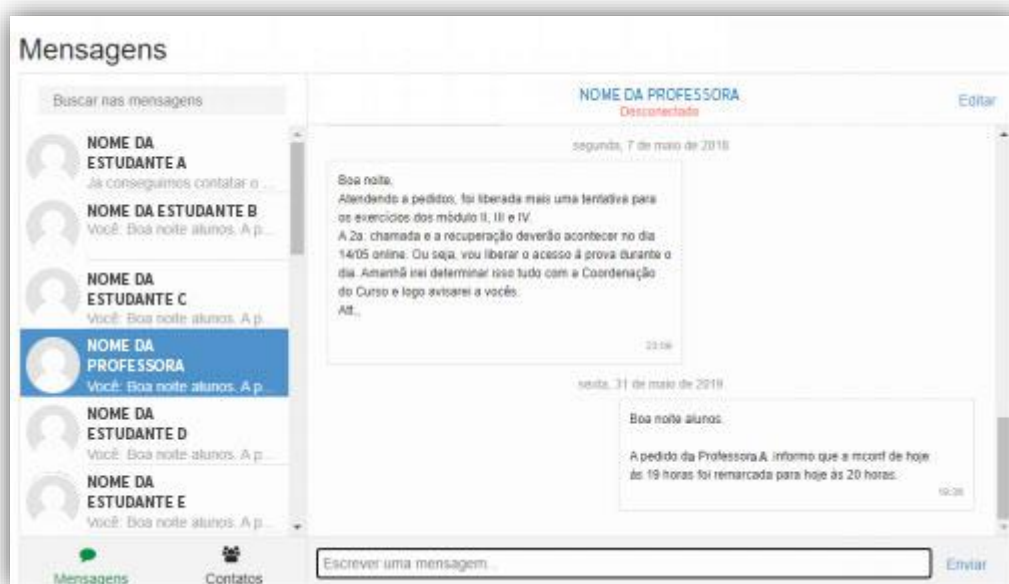 Mensagens
Buscar nas mensagens
NOME DA
ESTUDANTE A
Já conseguimos contatar o ...
NOME DA ESTUDANTE B
Você: Boa noite alunos. A p...
NOME DA
ESTUDANTE C
Você: Boa noite alunos. A p...
NOME DA
PROFESSORA
Você: Boa noite alunos. A p...
NOME DA
ESTUDANTE D
Você: Boa noite alunos. A p...
NOME DA
ESTUDANTE E
Você: Boa noite alunos. A p...
Mensagens
Contatos
NOME DA PROFESSORA
Desconectado
Editar
segunda, 7 de maio de 2018
Boa noite,
Atendendo a pedidos, foi liberada mais uma tentativa para
os exercícios dos módulo II, III e IV.
A 2a. chamada e a recuperação deverão acontecer no dia
14/05 online. Ou seja, vou liberar o acesso à prova durante o
dia. Amanhã irei determinar isso tudo com a Coordenação
do Curso e logo avisarei a vocês.
Att.,
sexta, 31 de maio de 2019
Boa noite alunos.
A pedido da Professora A, informo que a mconf de hoje
às 19 horas foi remarcada para hoje às 20 horas.
Escrever uma mensagem...
Enviar